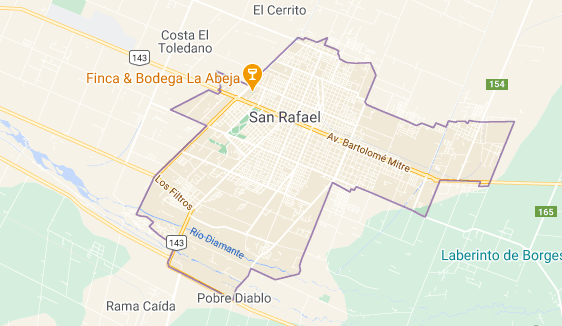 El Cerrito
Costa El
Toledano
143
Finca & Bodega La Abeja
154
San Rafael
Av. Bartolomé Mitre
Los Filtros
165
143
Río Diamante
Laberinto de Borges
Pobre Diablo
Rama Caída